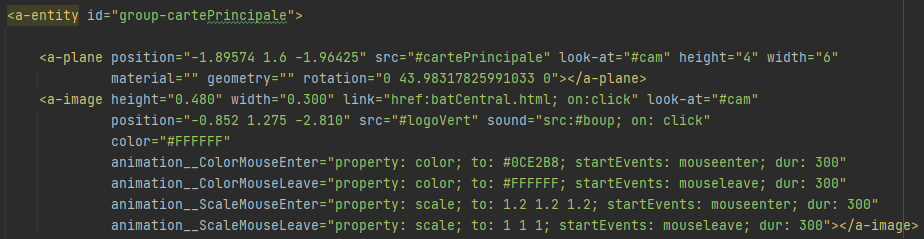 <a-entity id="group-cartePrincipale">
<a-plane position="-1.89574 1.6 -1.96425" src="#cartePrincipale" look-at="#cam" height="4" width="6"
material="" geometry="" rotation="0 43.98317825991033 0"></a-plane>
<a-image height="0.480" width="0.300" link="href:batCentral.html; on:click" look-at="#cam"
position="-0.852 1.275 -2.810" src="#logoVert" sound="src:#boup; on: click"
color="#FFFFFF"
animation__ColorMouseEnter="property: color; to: #0CE2B8; startEvents: mouseenter; dur: 300"
animation__ColorMouseLeave="property: color; to: #FFFFFF; startEvents: mouseleave; dur: 300"
animation__ScaleMouseEnter="property: scale; to: 1.2 1.2 1.2; startEvents: mouseenter; dur: 300"
animation__ScaleMouseLeave="property: scale; to: 1 1 1; startEvents: mouseleave; dur: 300"></a-image>